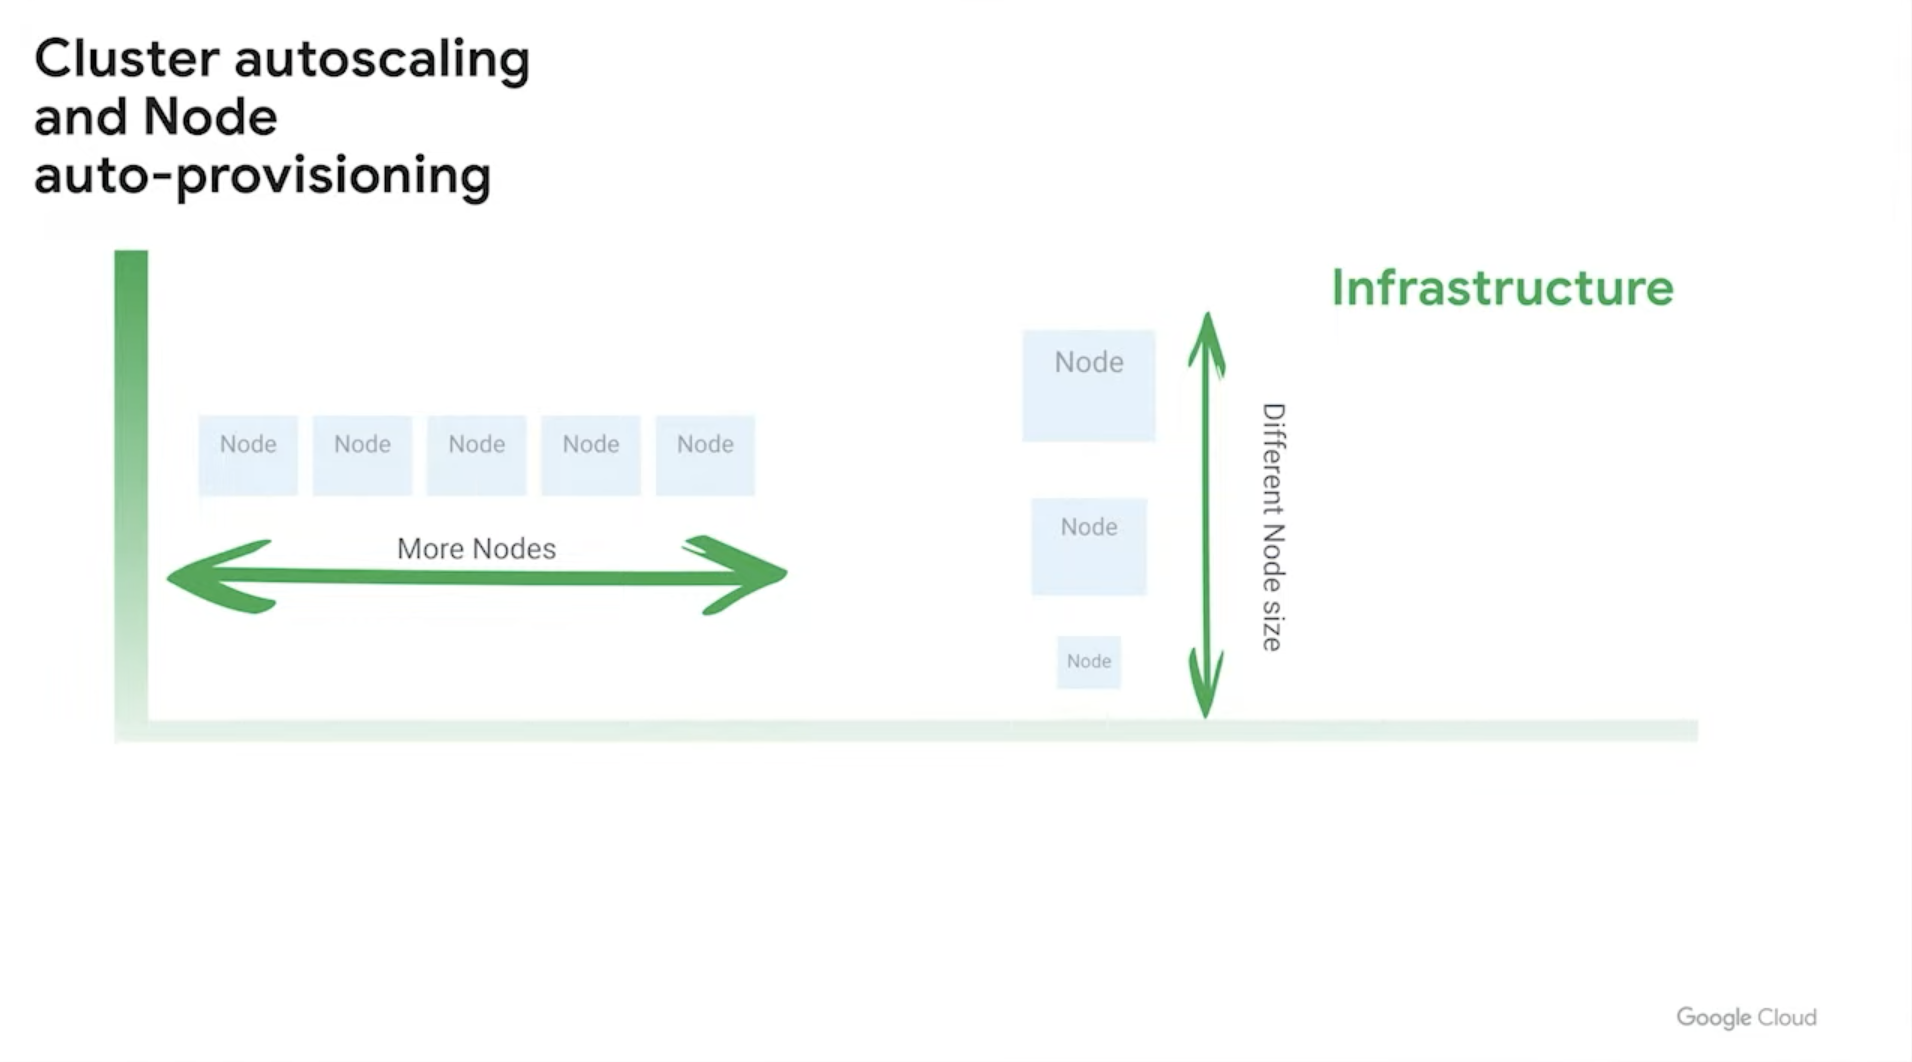 Cluster autoscaling
and Node
auto-provisioning
Infrastructure
Node Node Node Node Node
More Nodes
Node
Node
Node
Different Node size
Google Cloud